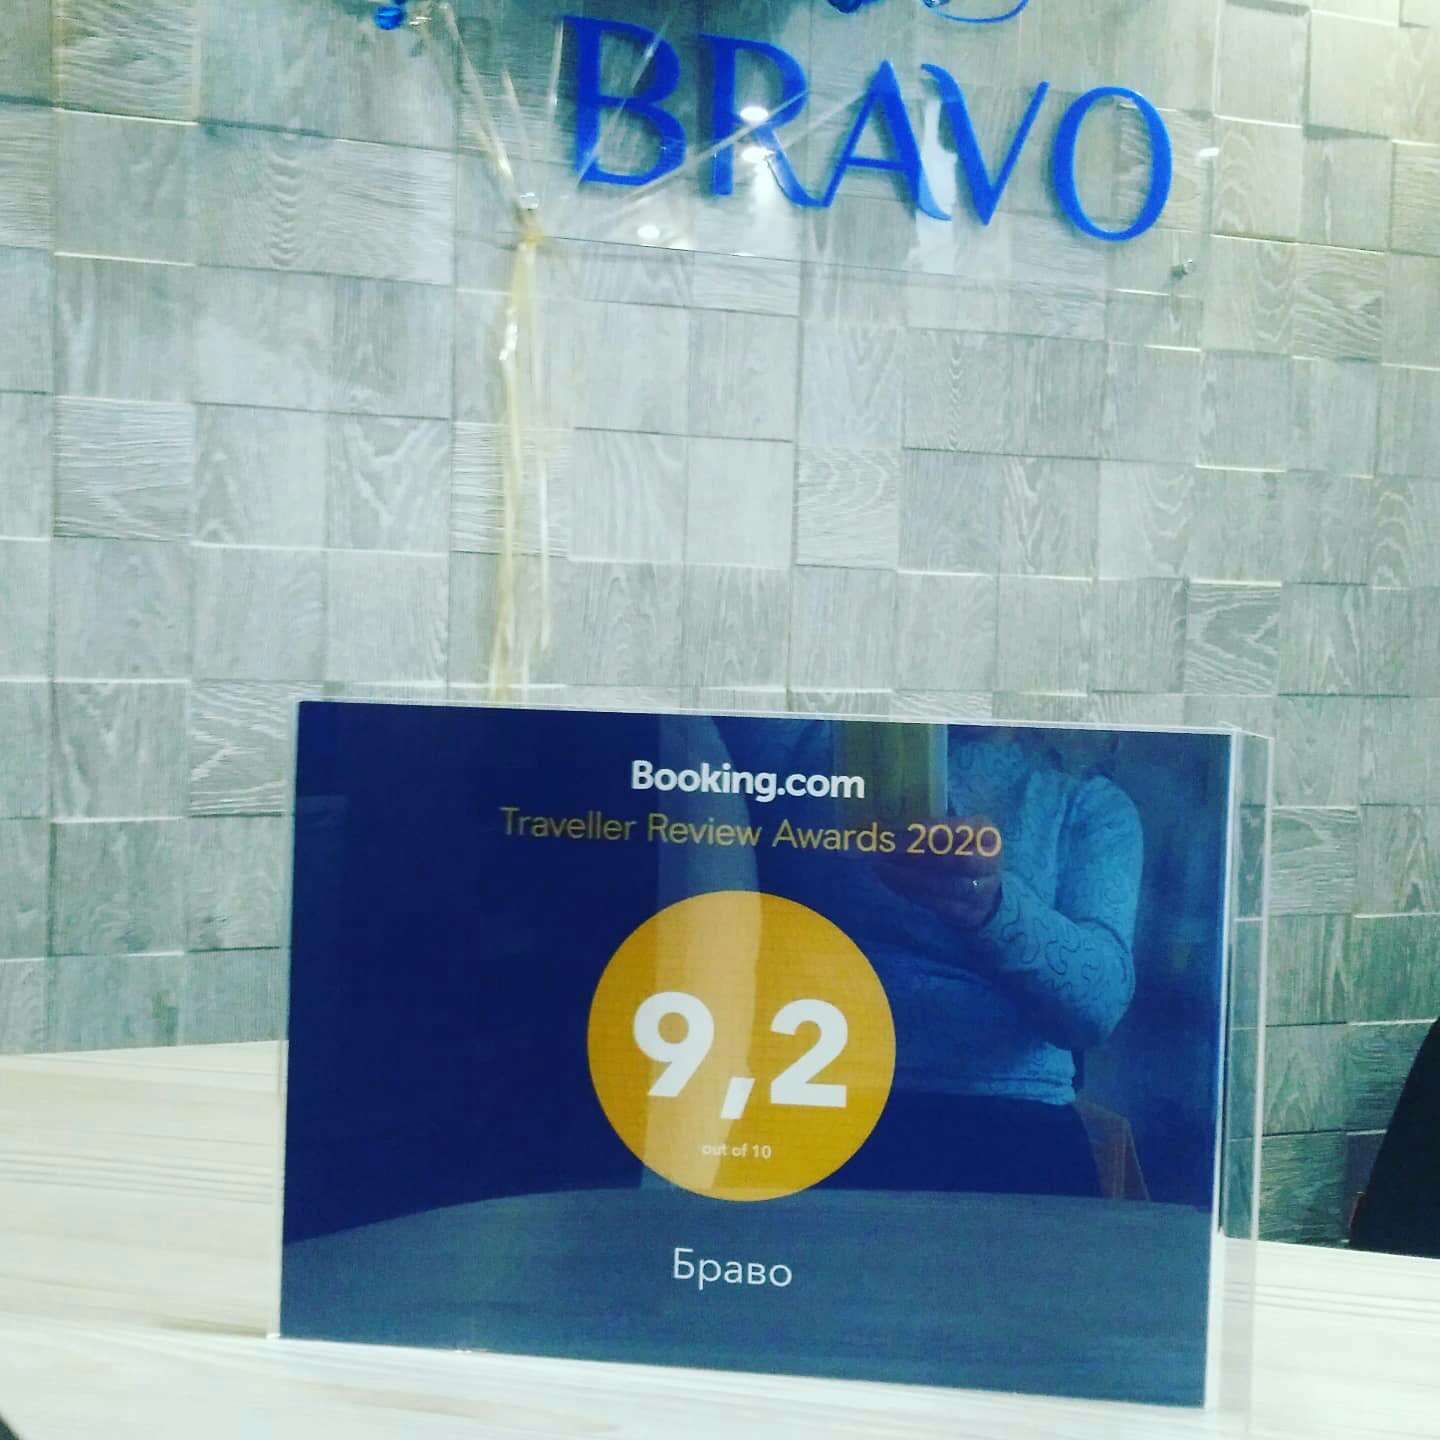 BRAVO
Booking.com
Traveller Review Awards 2020
9,2
out of 10
Браво